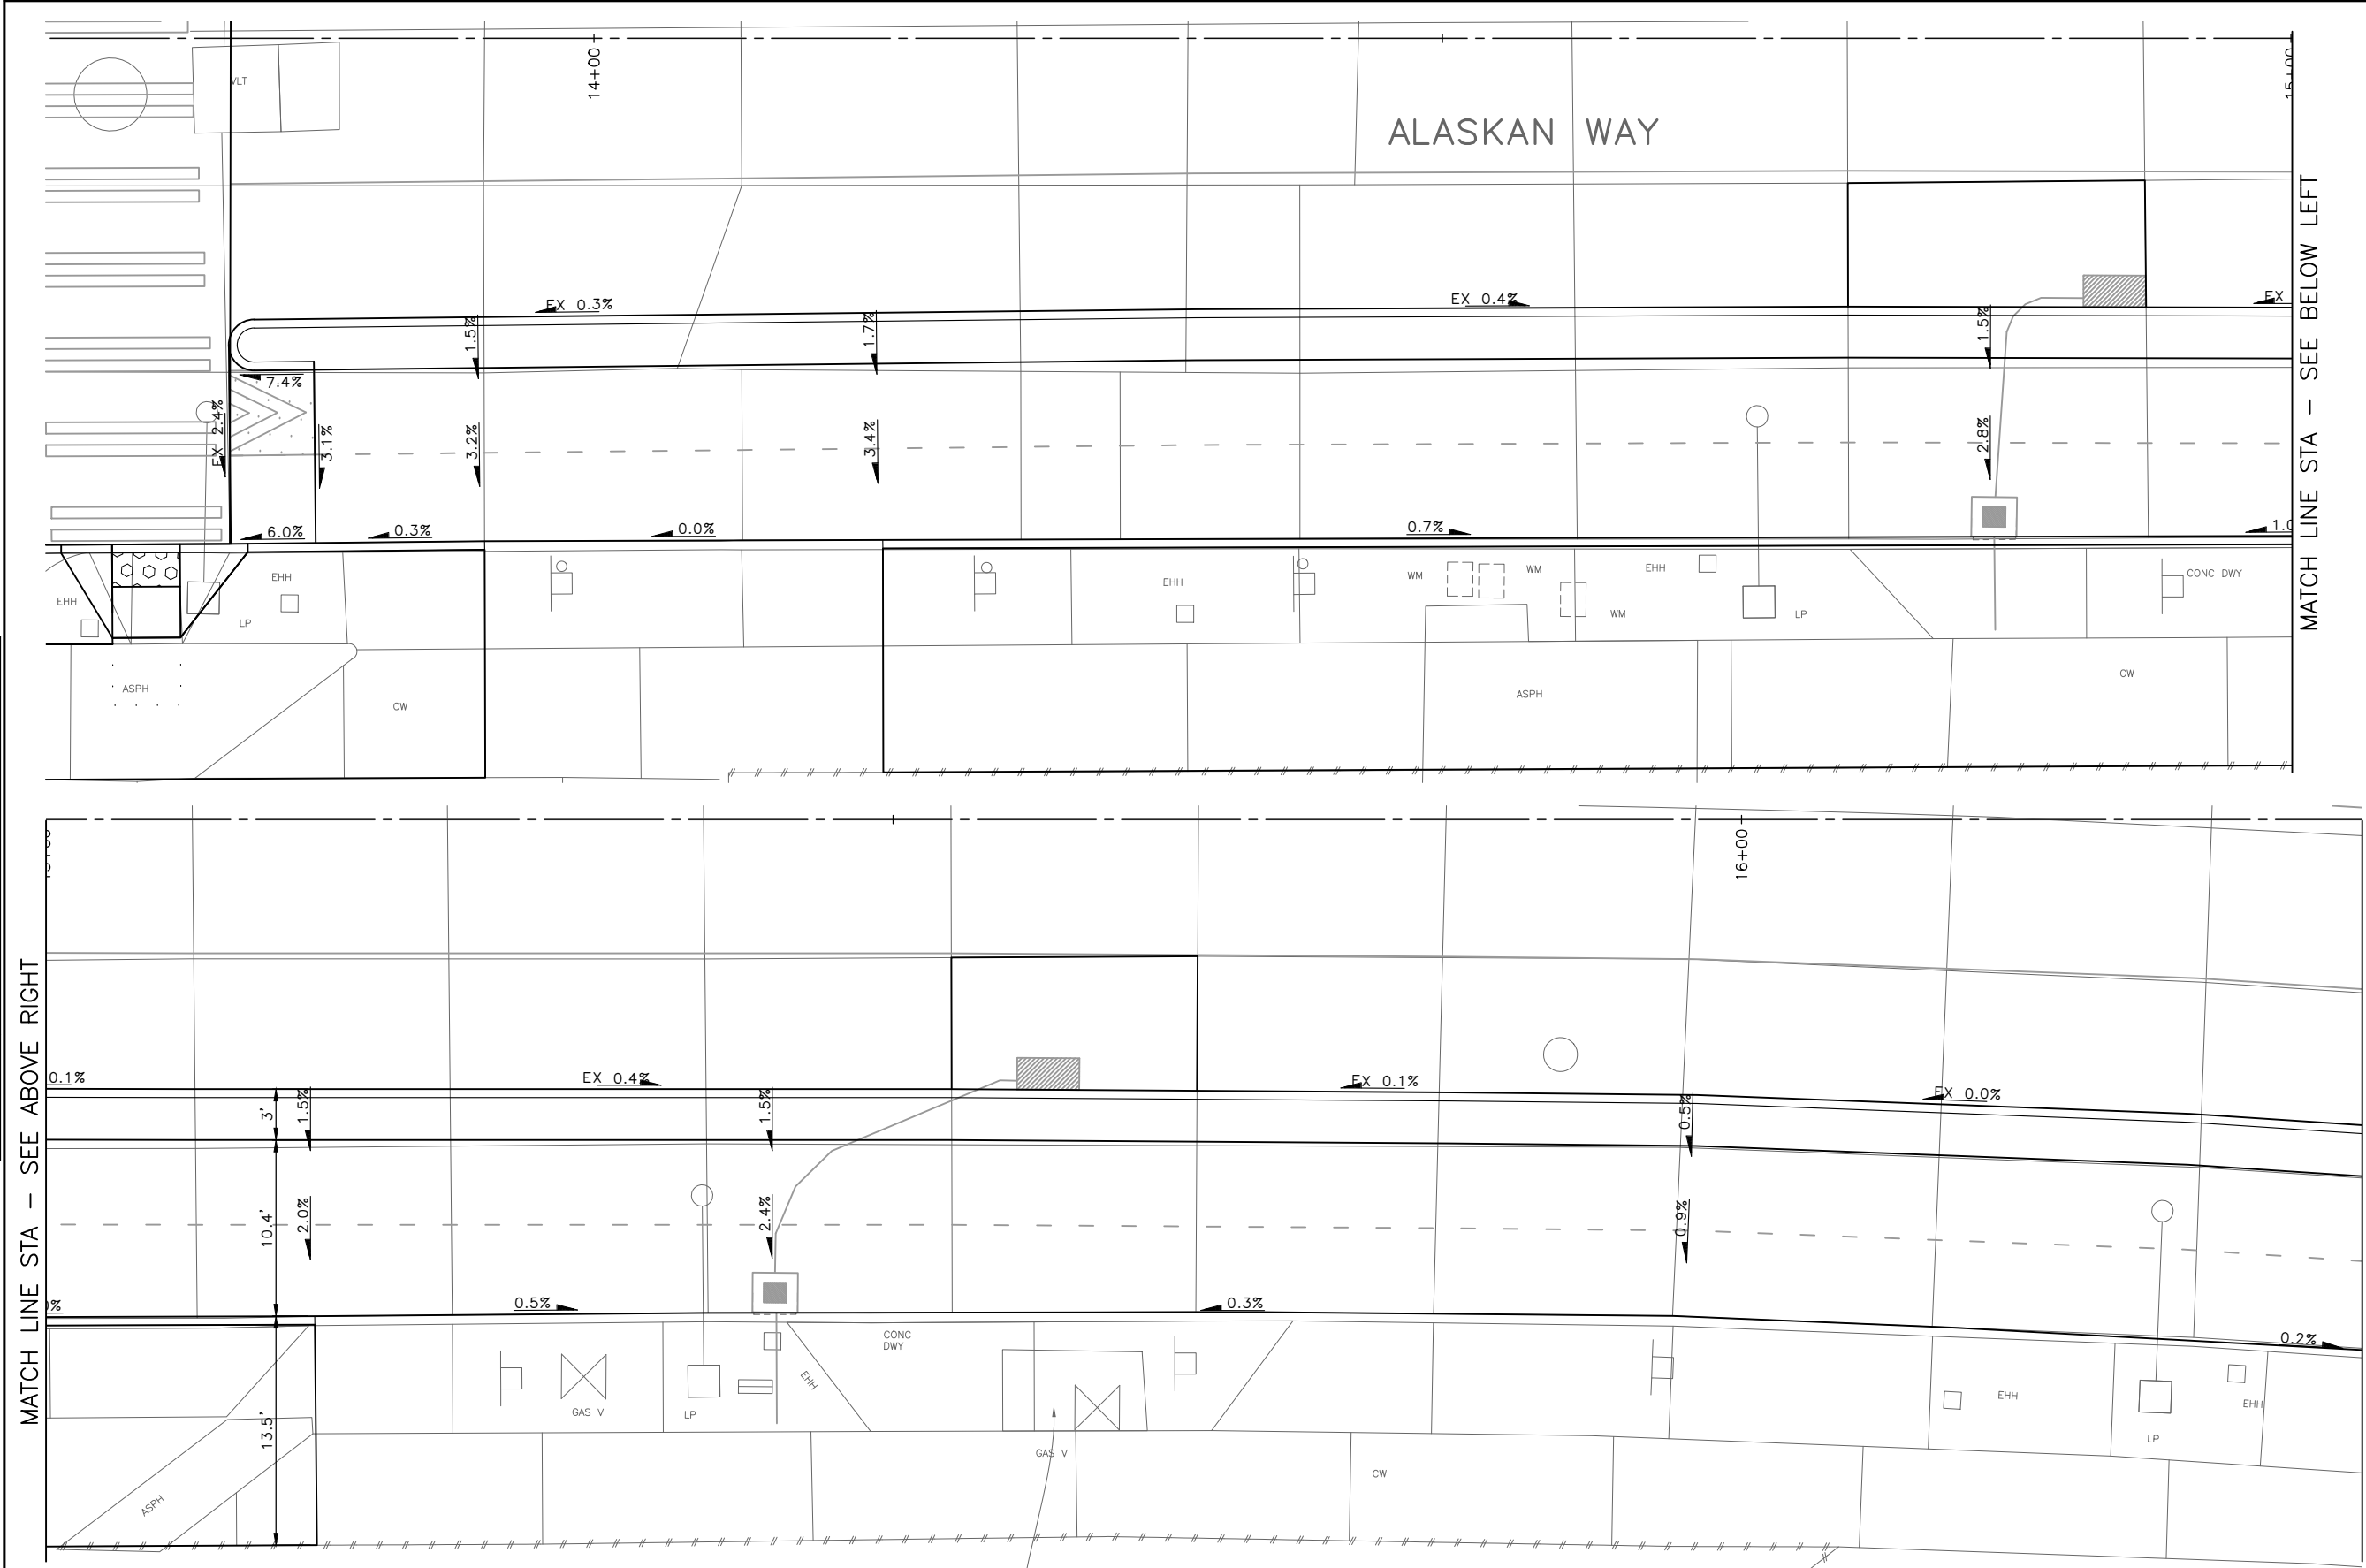 VLT
14+00
15+00
ALASKAN WAY
MATCH LINE STA – SEE BELOW LEFT
EX 0.3%
EX 0.4%
EX
1.5%
1.7%
1.5%
7.4%
EX 2.4%
3.1%
3.2%
3.4%
2.8%
6.0%
0.3%
0.0%
0.7%
1.0
EHH
EHH
LP
EHH
WM
WM
WM
EHH
LP
CONC DWY
ASPH
CW
ASPH
CW
16+00
MATCH LINE STA – SEE ABOVE RIGHT
0.1%
EX 0.4%
EX 0.1%
EX 0.0%
3'
1.5%
1.5%
0.5%
10.4'
2.0%
2.4%
0.9%
%
0.5%
0.3%
0.2%
CONC
DWY
EHH
GAS V
LP
13.5'
GAS V
EHH
EHH
LP
CW
ASPH